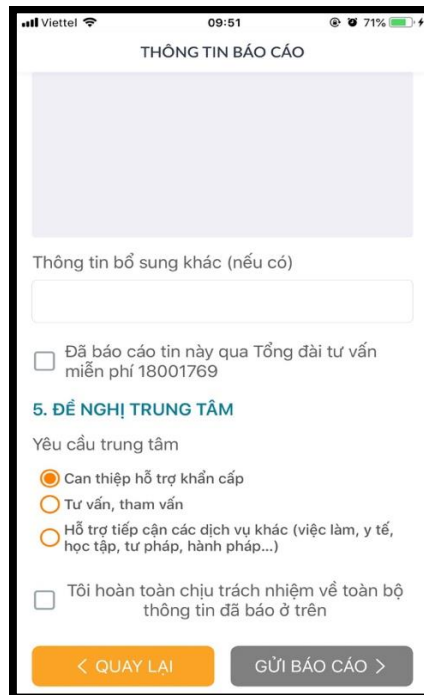 Viettel 09:51 71%
THÔNG TIN BÁO CÁO
Thông tin bổ sung khác (nếu có)
Đã báo cáo tin này qua Tổng đài tư vấn
miễn phí 18001769
5. ĐỀ NGHỊ TRUNG TÂM
Yêu cầu trung tâm
Can thiệp hỗ trợ khẩn cấp
Tư vấn, tham vấn
Hỗ trợ tiếp cận các dịch vụ khác (việc làm, y tế,
học tập, tư pháp, hành pháp...)
Tôi hoàn toàn chịu trách nhiệm về toàn bộ
thông tin đã báo ở trên
< QUAY LẠI GỬI BÁO CÁO >